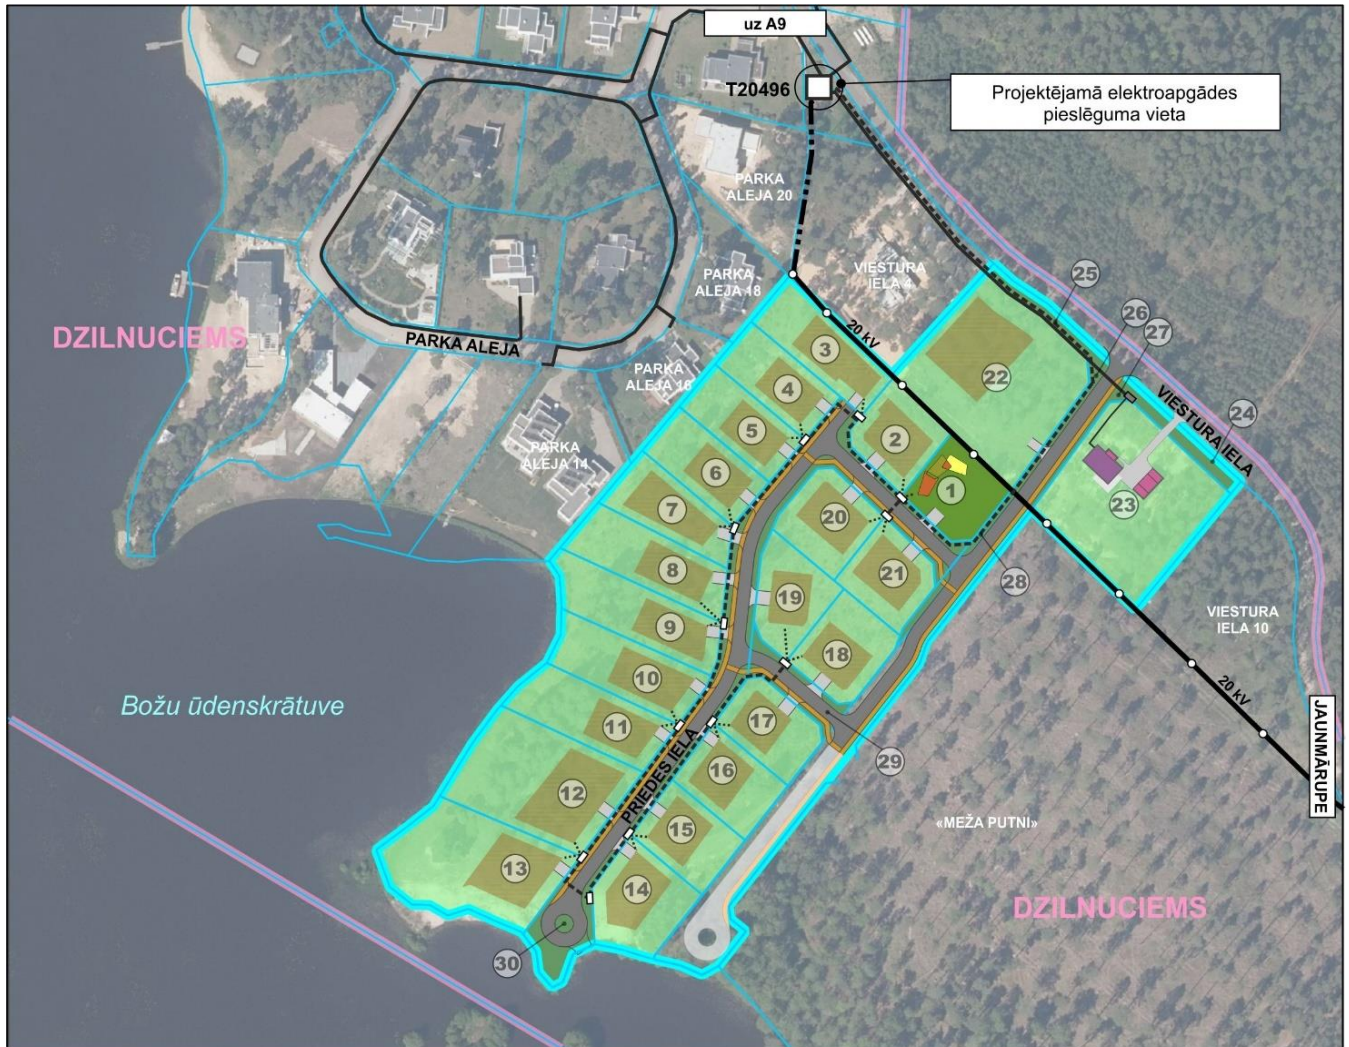 uz A9
T20496
Projektējamā elektroapgādes
pieslēguma vieta
PARKA
ALEJA 20
PARKA
ALEJA 18
VIESTURA
IELA 4
25
26
27
DZILNUCIEMS
PARKA ALEJA
20 kV
PARKA
ALEJA 16
3
4
5
6
7
8
9
10
11
12
13
22
2
1
VIESTURA IELA
24
23
PARKA
ALEJA 14
20
21
28
19
18
VIESTURA
IELA 10
20 kV
JAUNMĀRUPE
Božu ūdenskrātuve
17
16
15
14
PRIEDES IELA
29
«MEŽA PUTNI»
DZILNUCIEMS
30